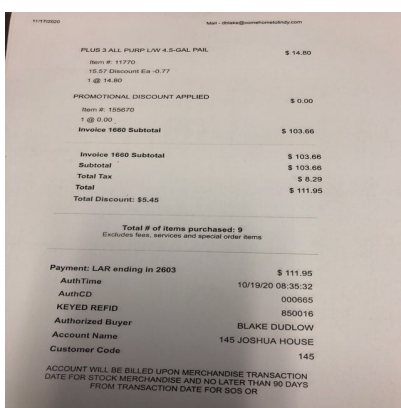 11/17/2020 Mail - dblake@comehometoindy.com
PLUS 3 ALL PURP L/W 4.5-GAL PAIL $ 14.80
Item #: 11770
15.57 Discount Ea -0.77
1 @ 14.80
PROMOTIONAL DISCOUNT APPLIED $ 0.00
Item #: 155670
1 @ 0.00
Invoice 1660 Subtotal $ 103.66
Invoice 1660 Subtotal $ 103.66
Subtotal $ 103.66
Total Tax $ 8.29
Total $ 111.95
Total Discount: $5.45
Total # of items purchased: 9
Excludes fees, services and special order items
Payment: LAR ending in 2603 $ 111.95
AuthTime 10/19/20 08:35:32
AuthCD 000665
KEYED REFID 850016
Authorized Buyer BLAKE DUDLOW
Account Name 145 JOSHUA HOUSE
Customer Code 145
ACCOUNT WILL BE BILLED UPON MERCHANDISE TRANSACTION
DATE FOR STOCK MERCHANDISE AND NO LATER THAN 90 DAYS
FROM TRANSACTION DATE FOR SOS OR